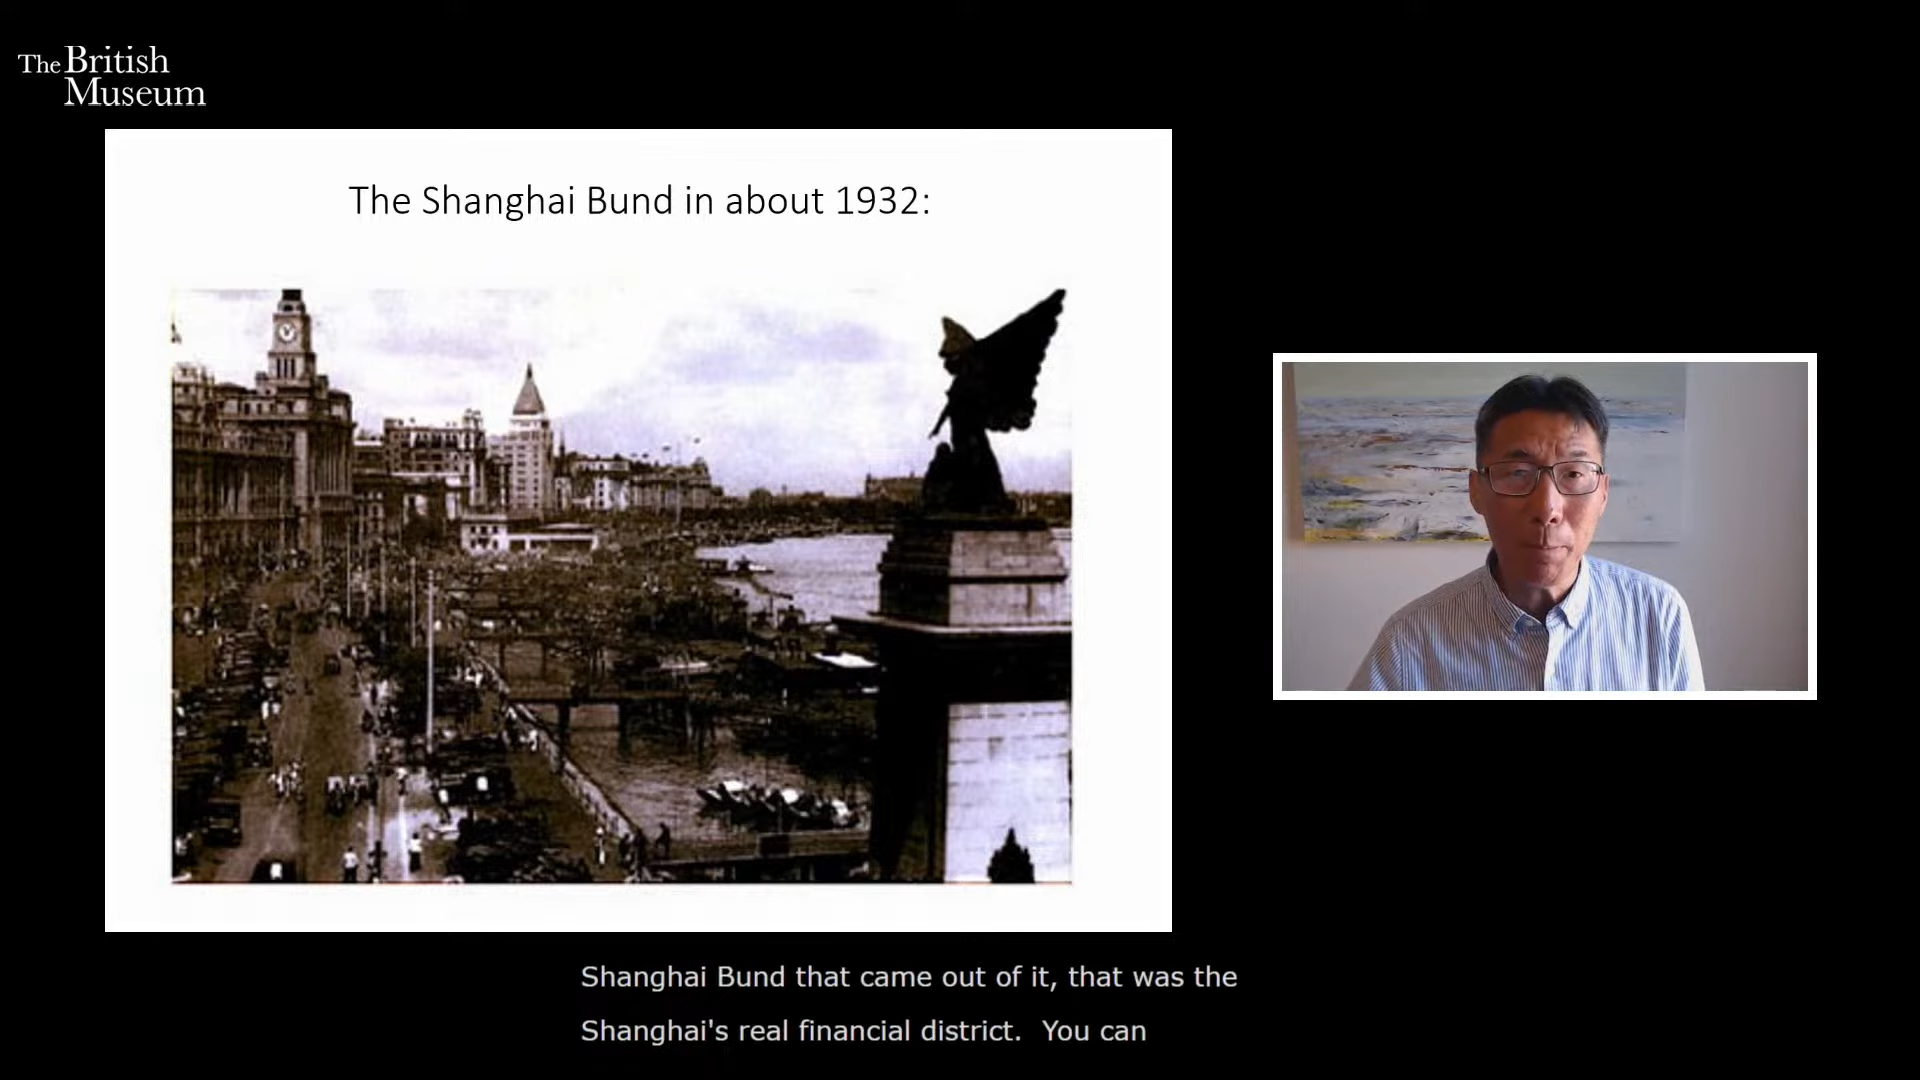 The British
Museum
The Shanghai Bund in about 1932:
Shanghai Bund that came out of it, that was the
Shanghai's real financial district.  You can